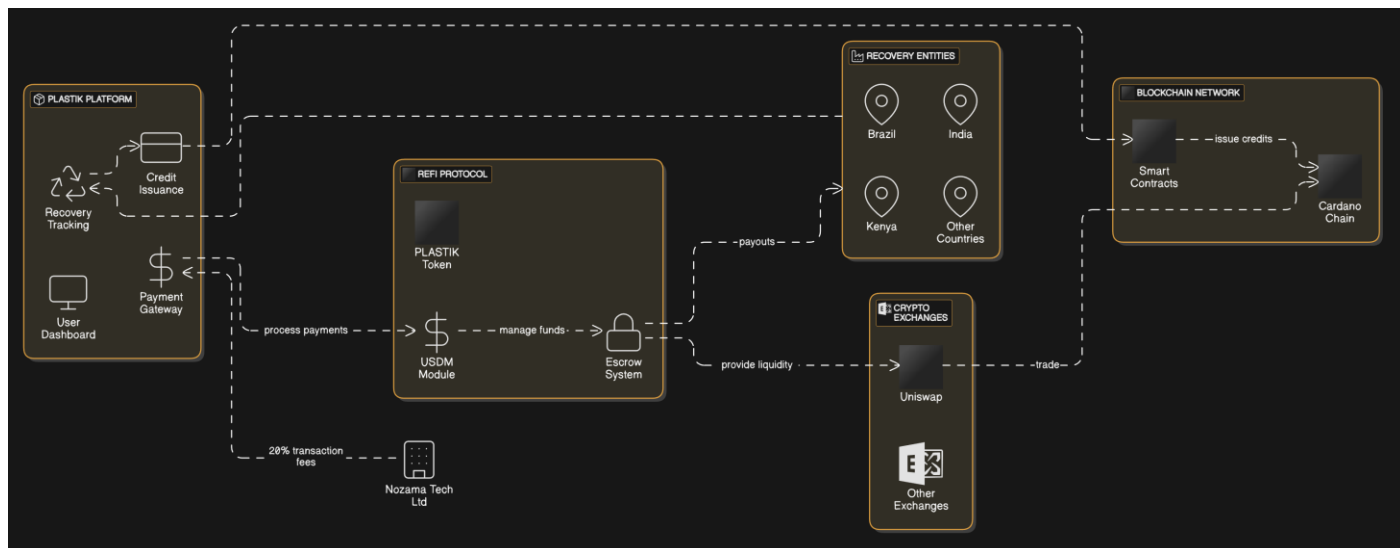 PLASTIK PLATFORM
Credit
Issuance
Recovery
Tracking
Payment
Gateway
User
Dashboard
process payments
20% transaction
fees
Nozama Tech
Ltd
REFI PROTOCOL
PLASTIK
Token
USDM
Module
manage funds
Escrow
System
payouts
provide liquidity
RECOVERY ENTITIES
Brazil
India
Kenya
Other
Countries
CRYPTO
EXCHANGES
Uniswap
trade
E
Other
Exchanges
BLOCKCHAIN NETWORK
Smart
Contracts
issue credits
Cardano
Chain